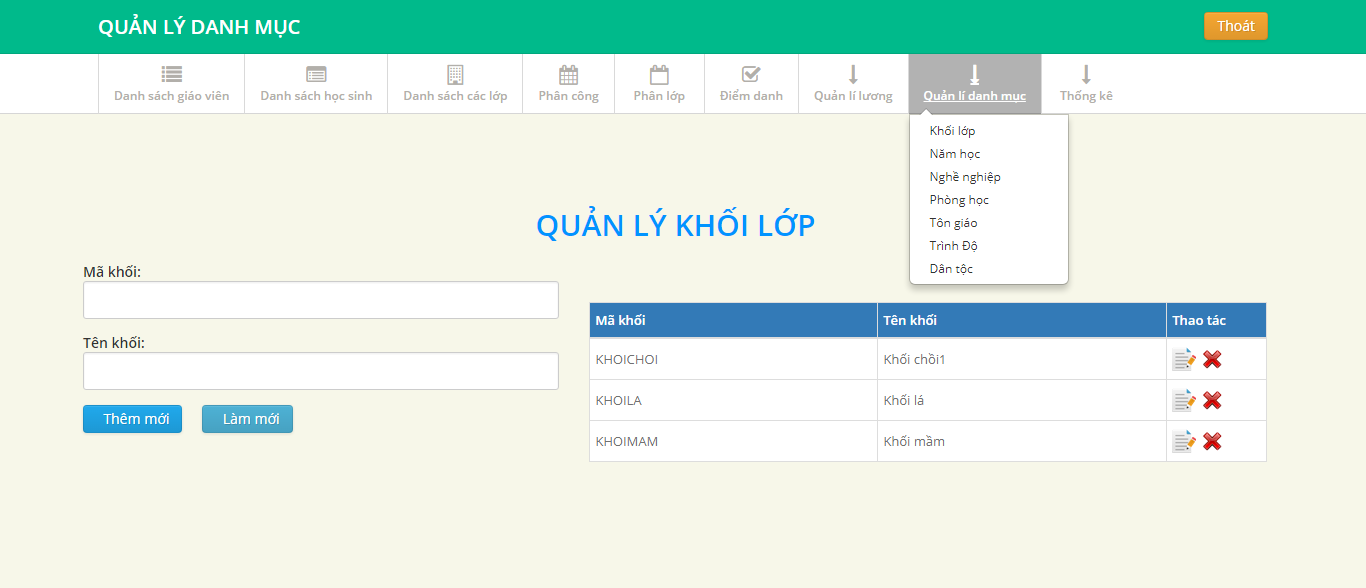 QUẢN LÝ DANH MỤC
Thoát
Danh sách giáo viên
Danh sách học sinh
Danh sách các lớp
Phân công
Phân lớp
Điểm danh
Quản lí lương
Quản lí danh mục
Thống kê
Khối lớp
Năm học
Nghề nghiệp
Phòng học
Tôn giáo
Trình Độ
Dân tộc
QUẢN LÝ KHỐI LỚP
Mã khối:
Tên khối:
Thêm mới
Làm mới
Mã khối Tên khối Thao tác
KHOICHOI Khối chồi1
KHOILA Khối lá
KHOIMAM Khối mầm